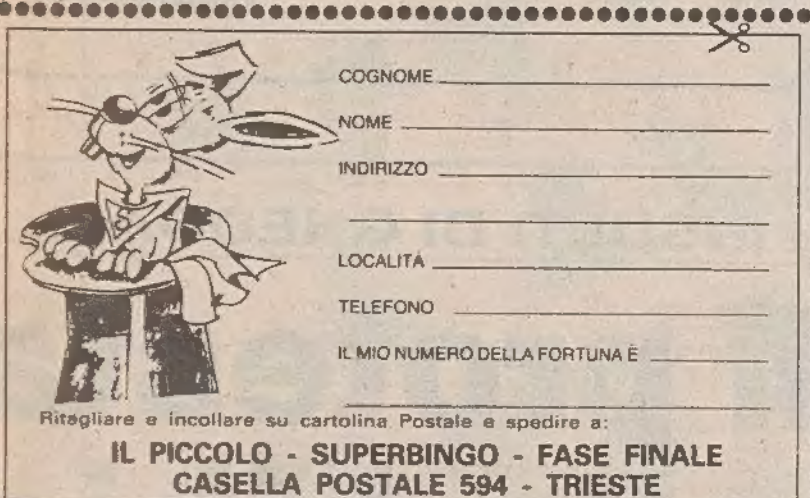 COGNOME
NOME
INDIRIZZO
LOCALITÀ
TELEFONO
IL MIO NUMERO DELLA FORTUNA È
S
Ritagliare e incollare su cartolina Postale e spedire a:
IL PICCOLO - SUPERBINGO - FASE FINALE
CASELLA POSTALE 594 - TRIESTE